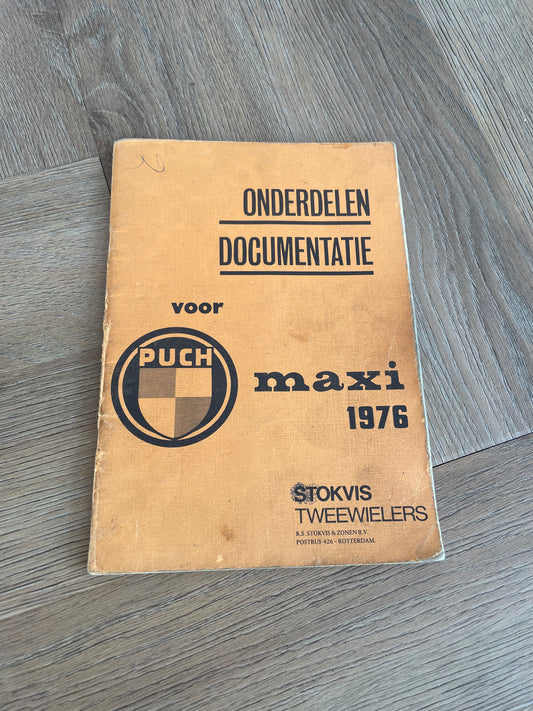 ONDERDELEN
DOCUMENTATIE
voor
PUCH
maxi
1976
STOKVIS
TWEEWIELERS
R.S. STOKVIS & ZONEN B.V.
POSTBUS 426 - ROTTERDAM.